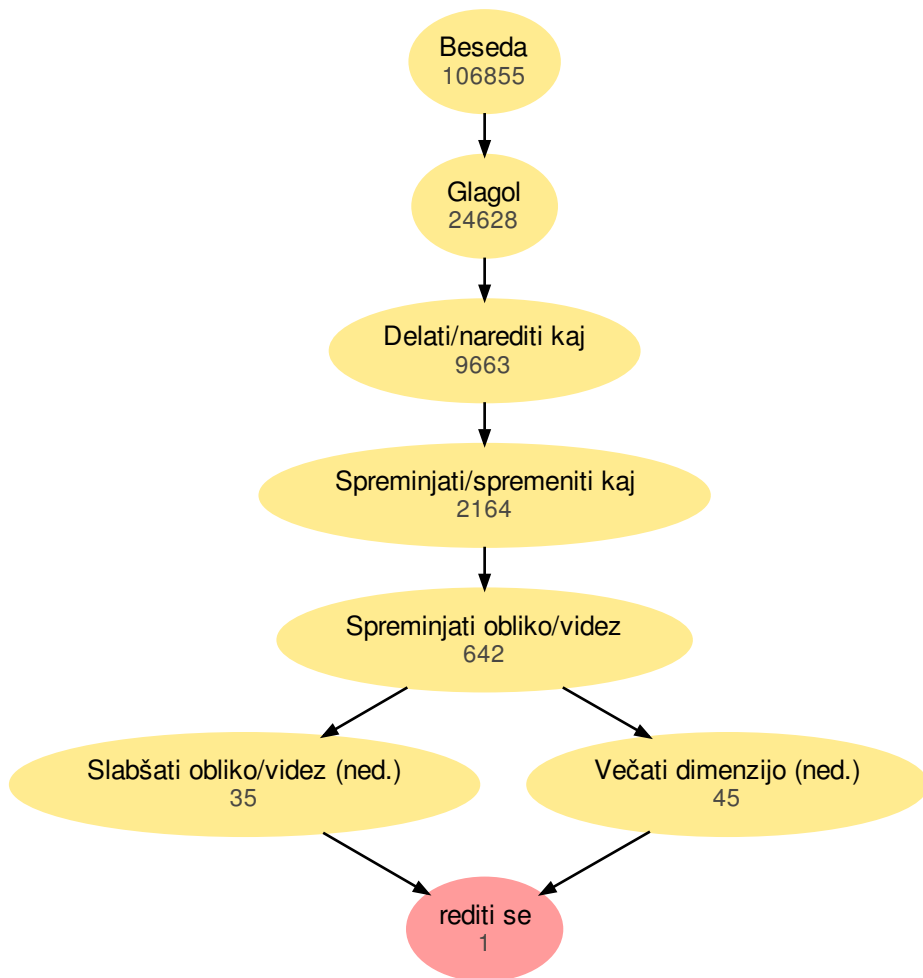 Beseda
106855
Glagol
24628
Delati/narediti kaj
9663
Spreminjati/spremeniti kaj
2164
Spreminjati obliko/videz
642
Slabšati obliko/videz (ned.)
35
Večati dimenzijo (ned.)
45
rediti se
1